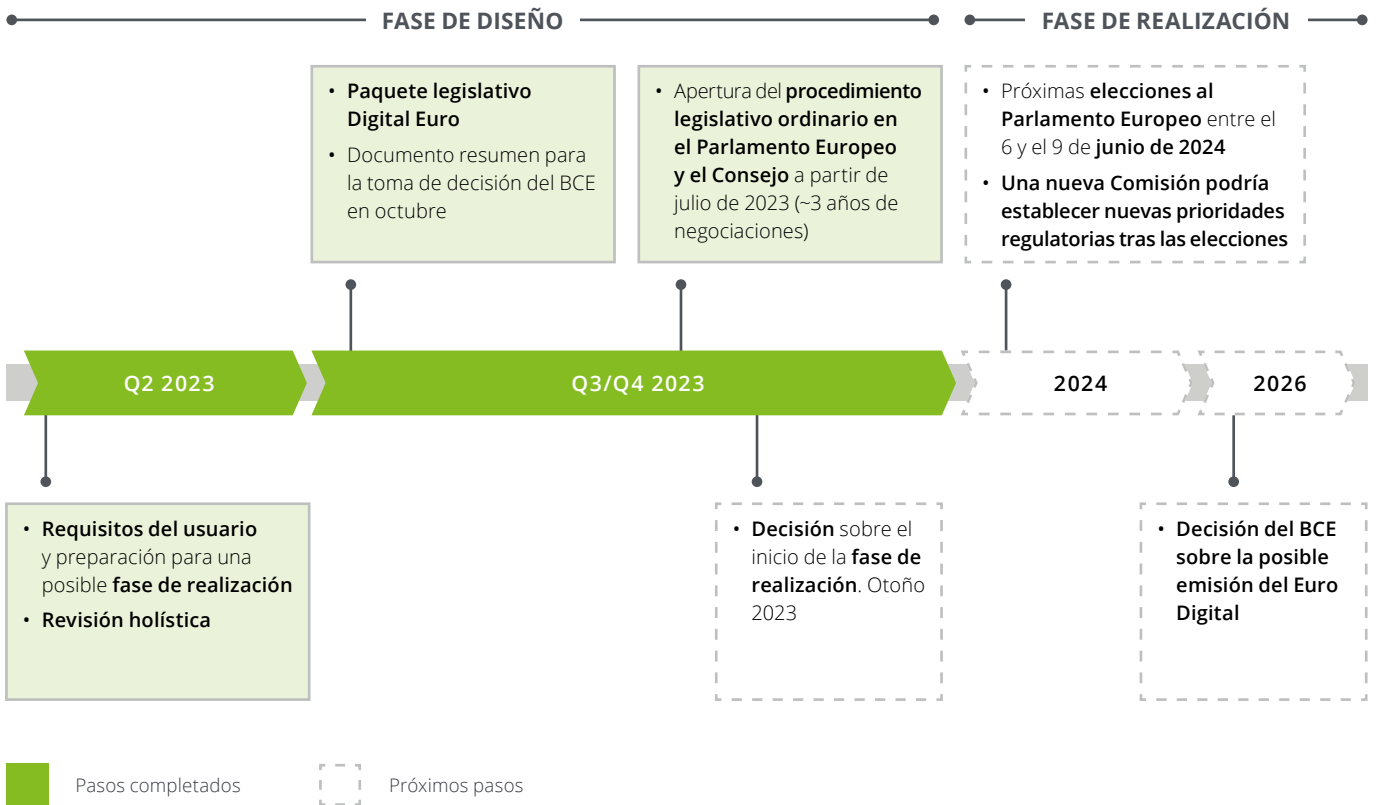 FASE DE DISEÑO
FASE DE REALIZACIÓN
• Paquete legislativo
Digital Euro
• Documento resumen para
la toma de decisión del BCE
en octubre
• Apertura del procedimiento
legislativo ordinario en
el Parlamento Europeo
y el Consejo a partir de
julio de 2023 (~3 años de
negociaciones)
• Próximas elecciones al
Parlamento Europeo entre el
6 y el 9 de junio de 2024
• Una nueva Comisión podría
establecer nuevas prioridades
regulatorias tras las elecciones
Q2 2023
Q3/Q4 2023
2024
2026
• Requisitos del usuario
y preparación para una
posible fase de realización
• Revisión holística
• Decisión sobre el
inicio de la fase de
realización. Otoño
2023
• Decisión del BCE
sobre la posible
emisión del Euro
Digital
Pasos completados
Próximos pasos